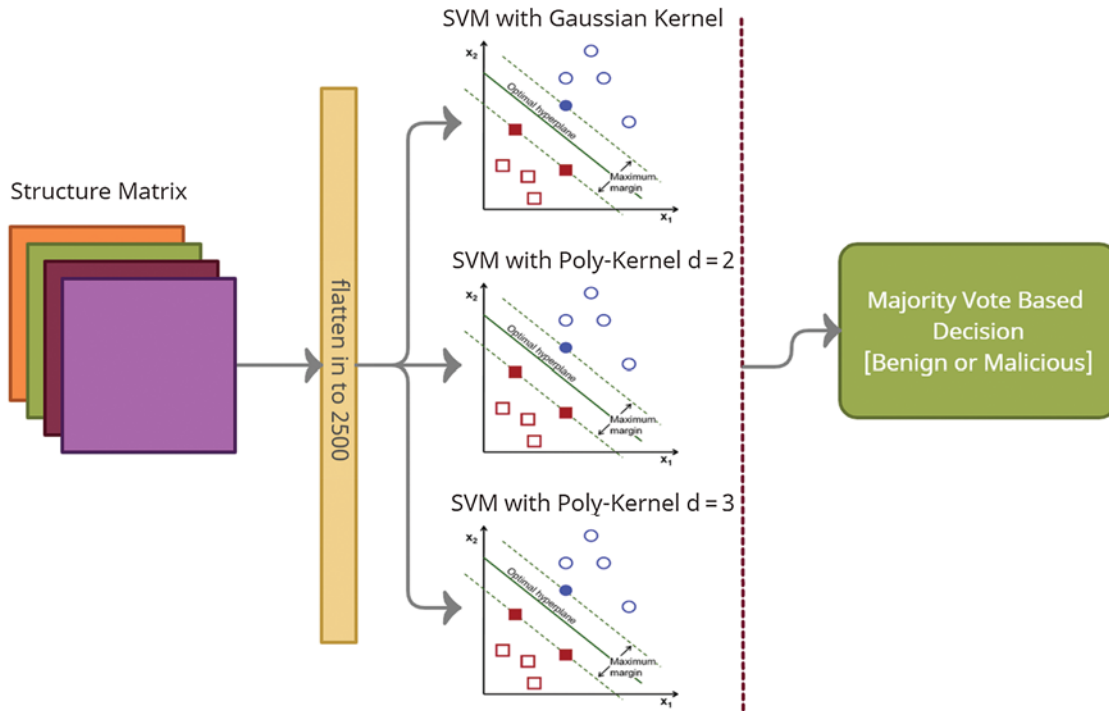 Structure Matrix
flatten in to 2500
SVM with Gaussian Kernel
x₂
Optimal hyperplane
Maximum
margin
x₁
SVM with Poly-Kernel d = 2
x₂
Optimal hyperplane
Maximum
margin
x₁
SVM with Poly-Kernel d = 3
x₂
Optimal hyperplane
Maximum
margin
x₁
Majority Vote Based
Decision
[Benign or Malicious]